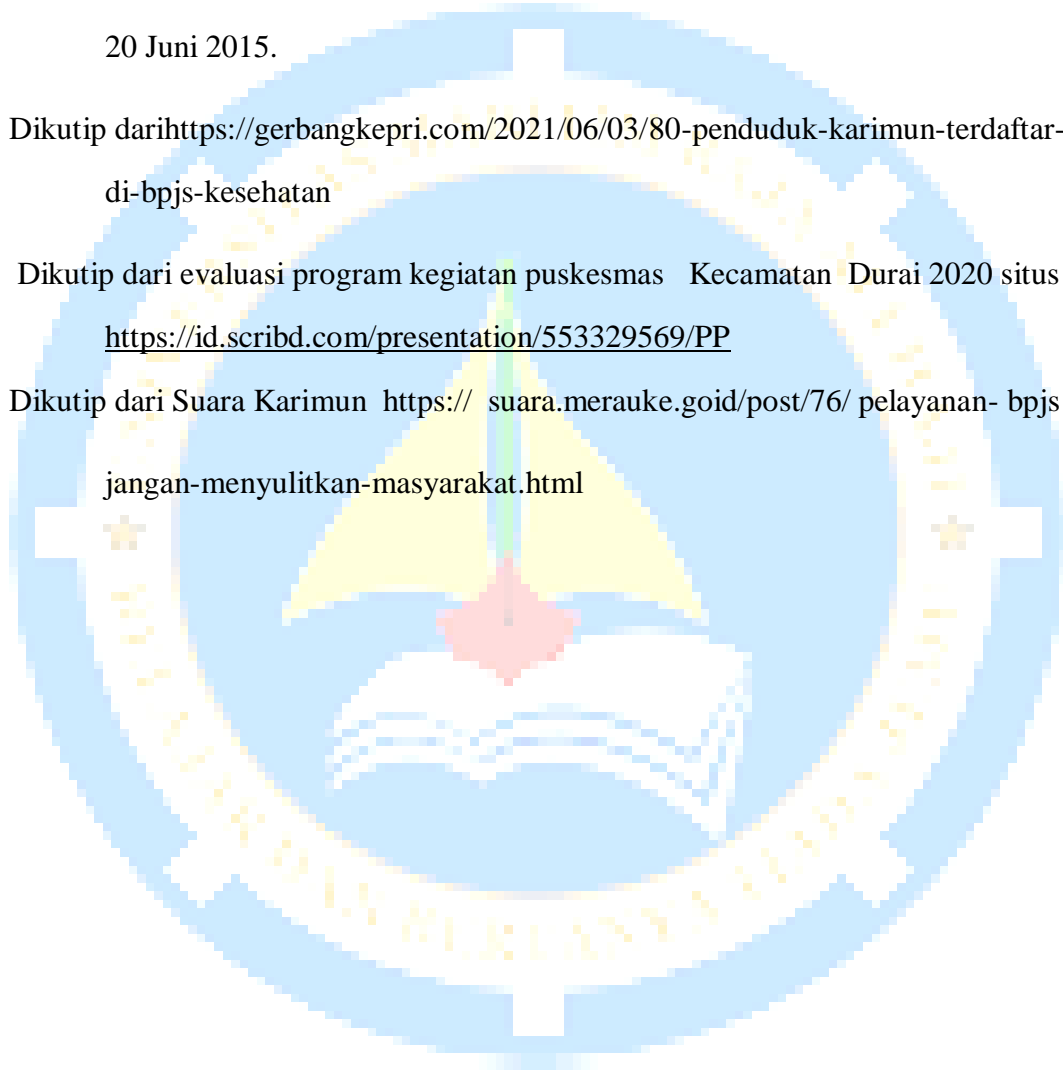 20 Juni 2015.
Dikutip darihttps://gerbangkepri.com/2021/06/03/80-penduduk-karimun-terdaftar-
di-bpjs-kesehatan
Dikutip dari evaluasi program kegiatan puskesmas Kecamatan Durai 2020 situs
https://id.scribd.com/presentation/553329569/PP
Dikutip dari Suara Karimun https:// suara.merauke.goid/post/76/ pelayanan- bpjs
jangan-menyulitkan-masyarakat.html